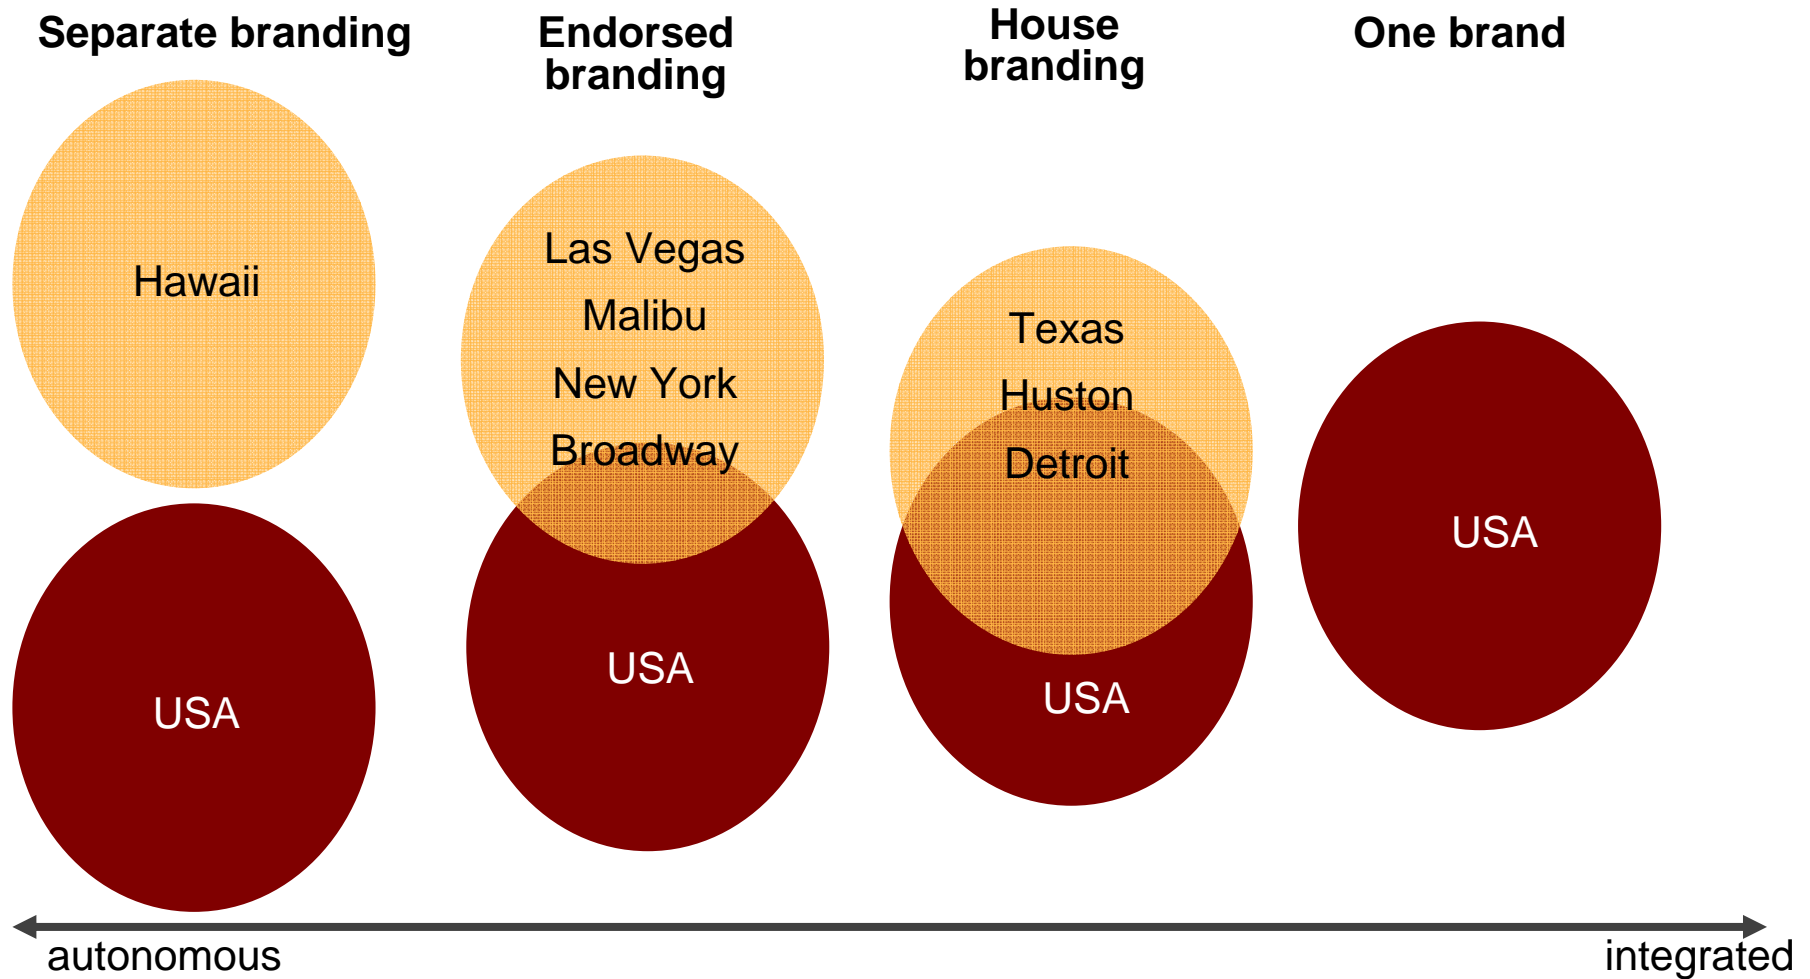 Separate branding
Endorsed
branding
House
branding
One brand
Hawaii
USA
Las Vegas
Malibu
New York
Broadway
USA
Texas
Huston
Detroit
USA
USA
autonomous
integrated